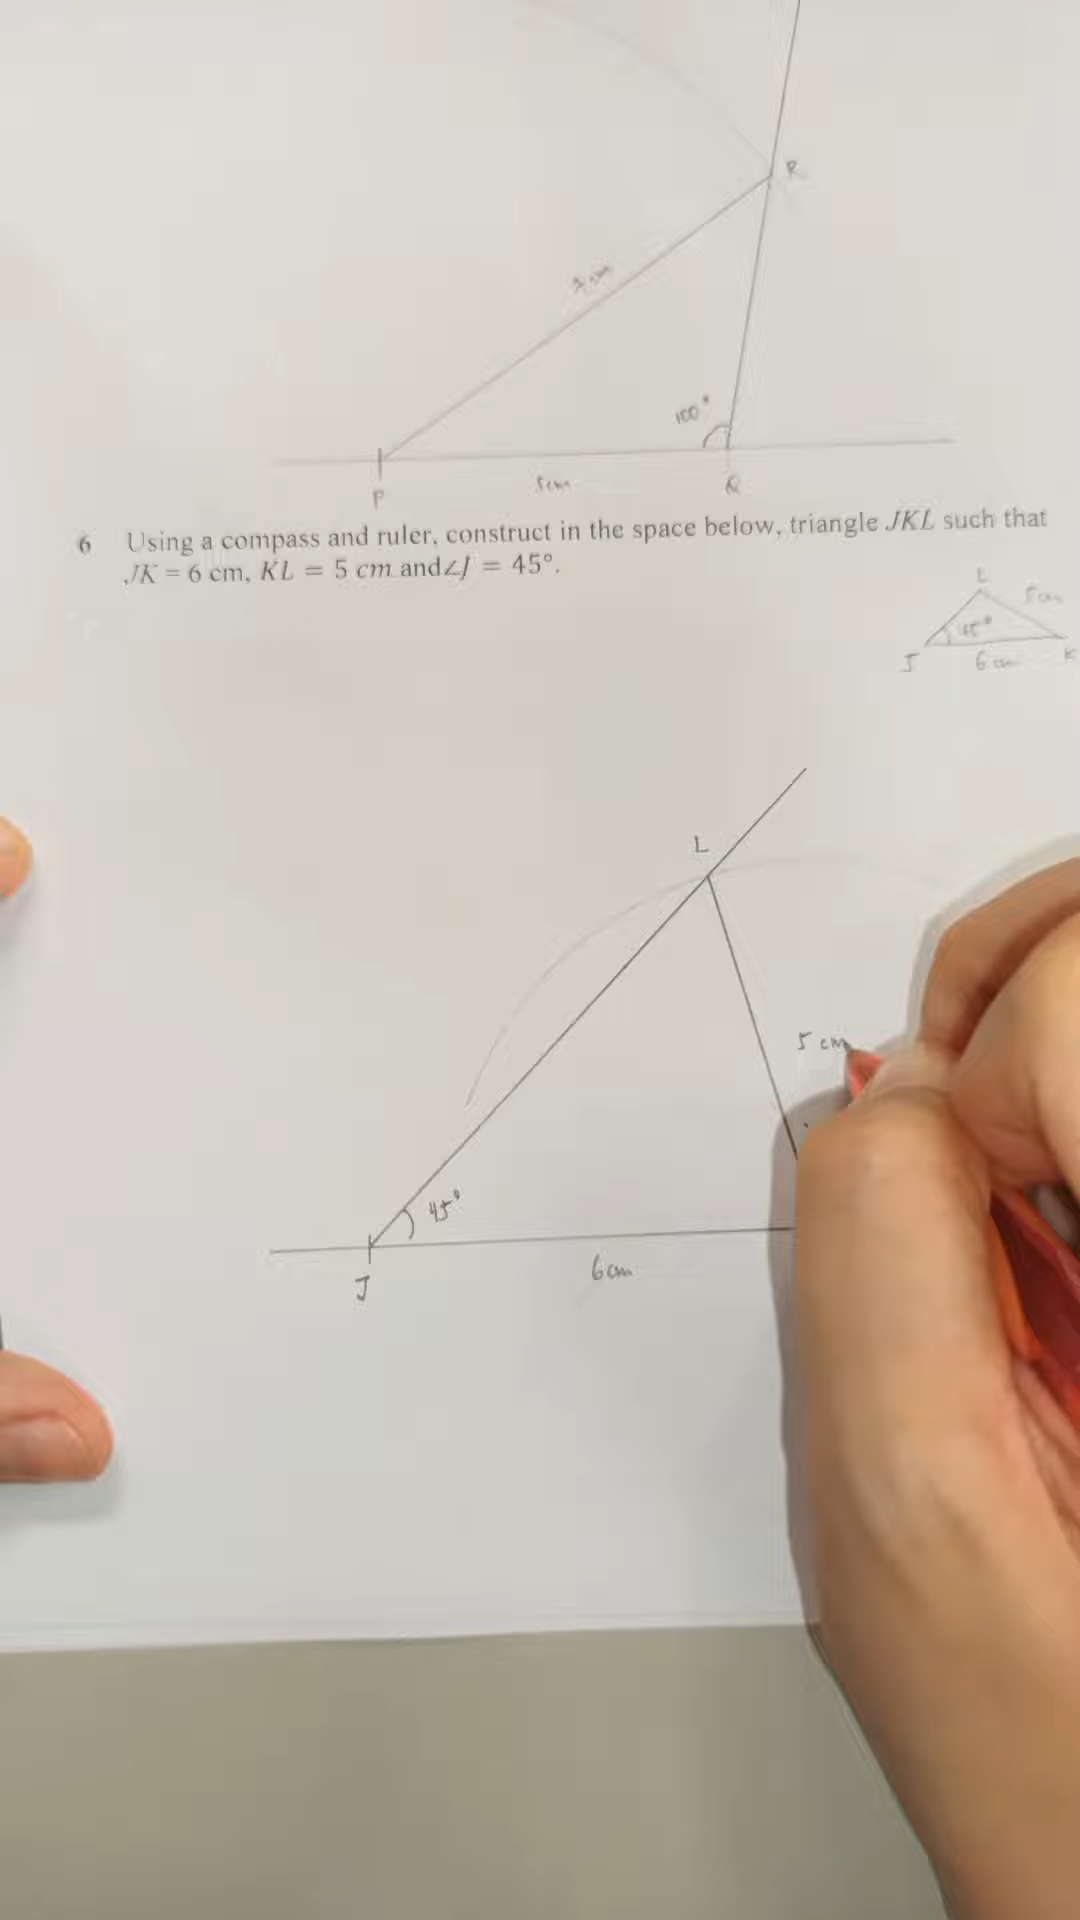 R
7 cm
100°
5cm
P
Q
6 Using a compass and ruler, construct in the space below, triangle JKL such that
JK = 6 cm, KL = 5 cm and∠J = 45°.
L
5cm
45°
J
6 cm
K
L
5 cm
45°
6cm
J